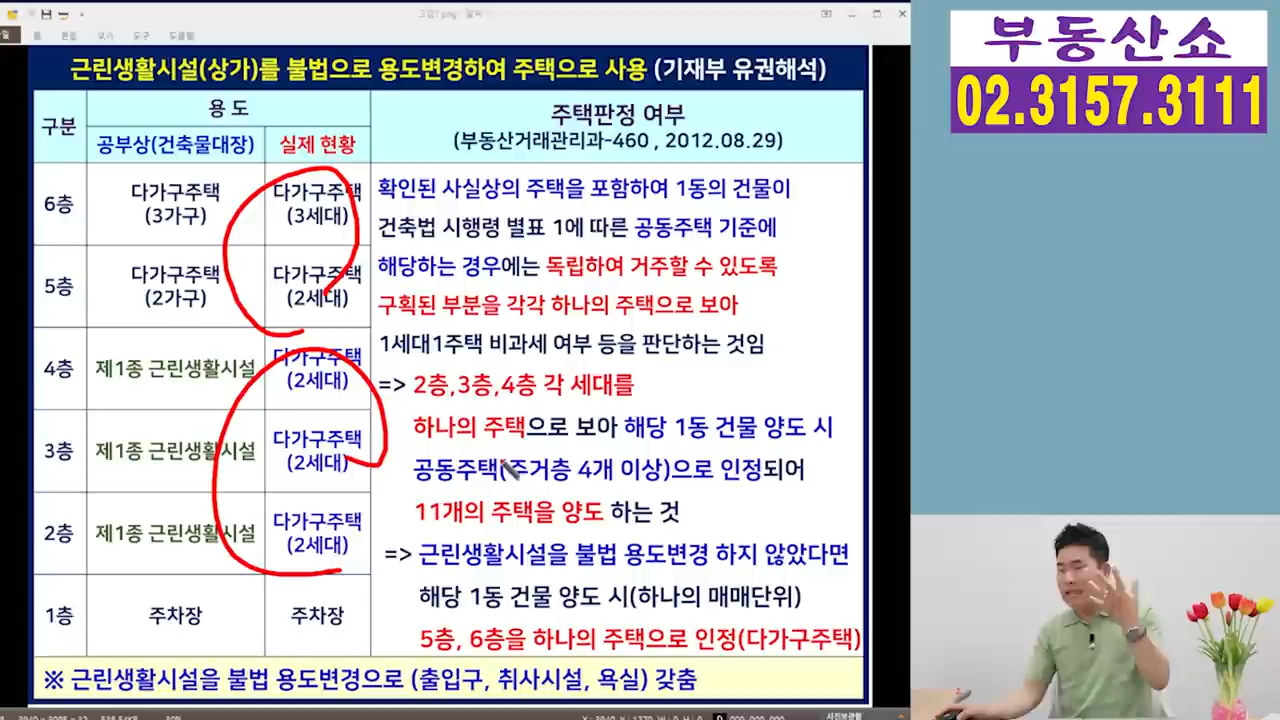 부동산쇼
02.3157.3111
근린생활시설(상가)를 불법으로 용도변경하여 주택으로 사용 (기재부 유권해석)
구분
용 도
공부상(건축물대장)
실제 현황
주택판정 여부
(부동산거래관리과-460 , 2012.08.29)
6층
다가구주택
(3가구)
다가구주택
(3세대)
5층
다가구주택
(2가구)
다가구주택
(2세대)
4층
제1종 근린생활시설
다가구주택
(2세대)
3층
제1종 근린생활시설
다가구주택
(2세대)
2층
제1종 근린생활시설
다가구주택
(2세대)
1층
주차장
주차장
확인된 사실상의 주택을 포함하여 1동의 건물이
건축법 시행령 별표 1에 따른 공동주택 기준에
해당하는 경우에는 독립하여 거주할 수 있도록
구획된 부분을 각각 하나의 주택으로 보아
1세대1주택 비과세 여부 등을 판단하는 것임
=> 2층,3층,4층 각 세대를
하나의 주택으로 보아 해당 1동 건물 양도 시
공동주택(주거층 4개 이상)으로 인정되어
11개의 주택을 양도 하는 것
=> 근린생활시설을 불법 용도변경 하지 않았다면
해당 1동 건물 양도 시(하나의 매매단위)
5층, 6층을 하나의 주택으로 인정(다가구주택)
※ 근린생활시설을 불법 용도변경으로 (출입구, 취사시설, 욕실) 갖춤